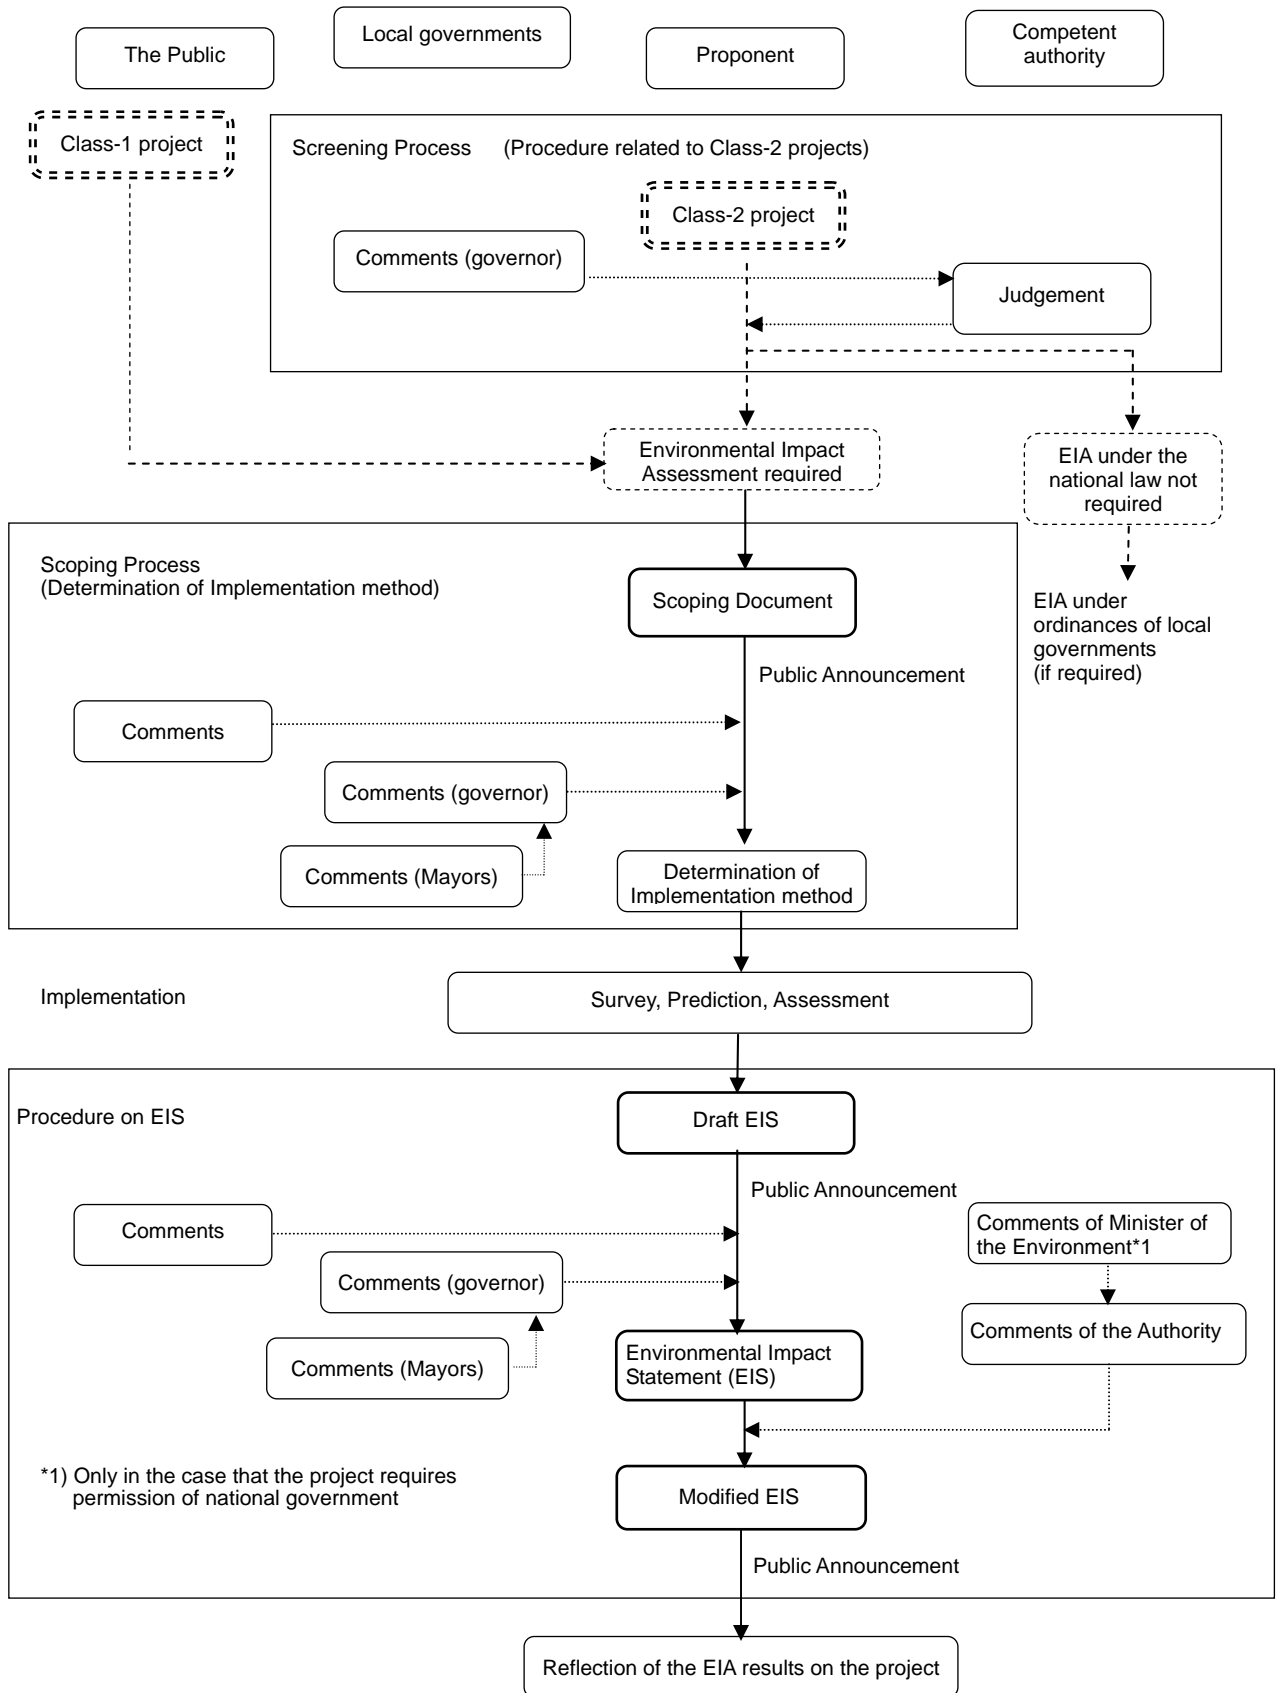 Local governments
Competent
authority
The Public
Proponent
Class-1 project
Screening Process (Procedure related to Class-2 projects)
Class-2 project
Comments (governor)
Judgement
Environmental Impact
Assessment required
EIA under the
national law not
required
Scoping Process
(Determination of Implementation method)
Scoping Document
EIA under
ordinances of local
governments
(if required)
Public Announcement
Comments
Comments (governor)
Comments (Mayors)
Determination of
Implementation method
Implementation
Survey, Prediction, Assessment
Procedure on EIS
Draft EIS
Public Announcement
Comments
Comments of Minister of
the Environment*1
Comments (governor)
Comments of the Authority
Comments (Mayors)
Environmental Impact
Statement (EIS)
*1) Only in the case that the project requires
permission of national government
Modified EIS
Public Announcement
Reflection of the EIA results on the project